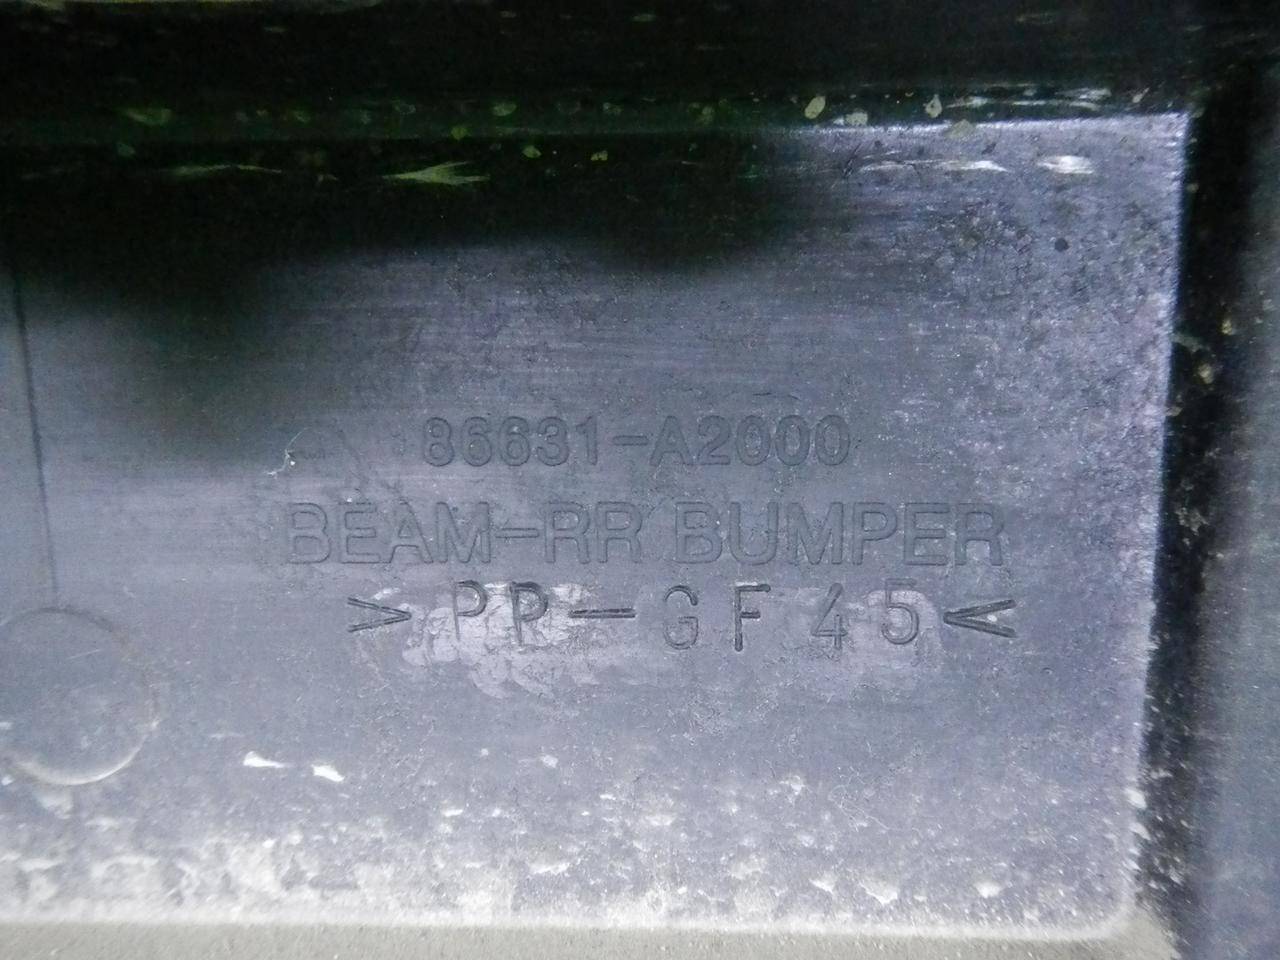 86631-A2000
BEAM-RR BUMPER
>PP-GF45<